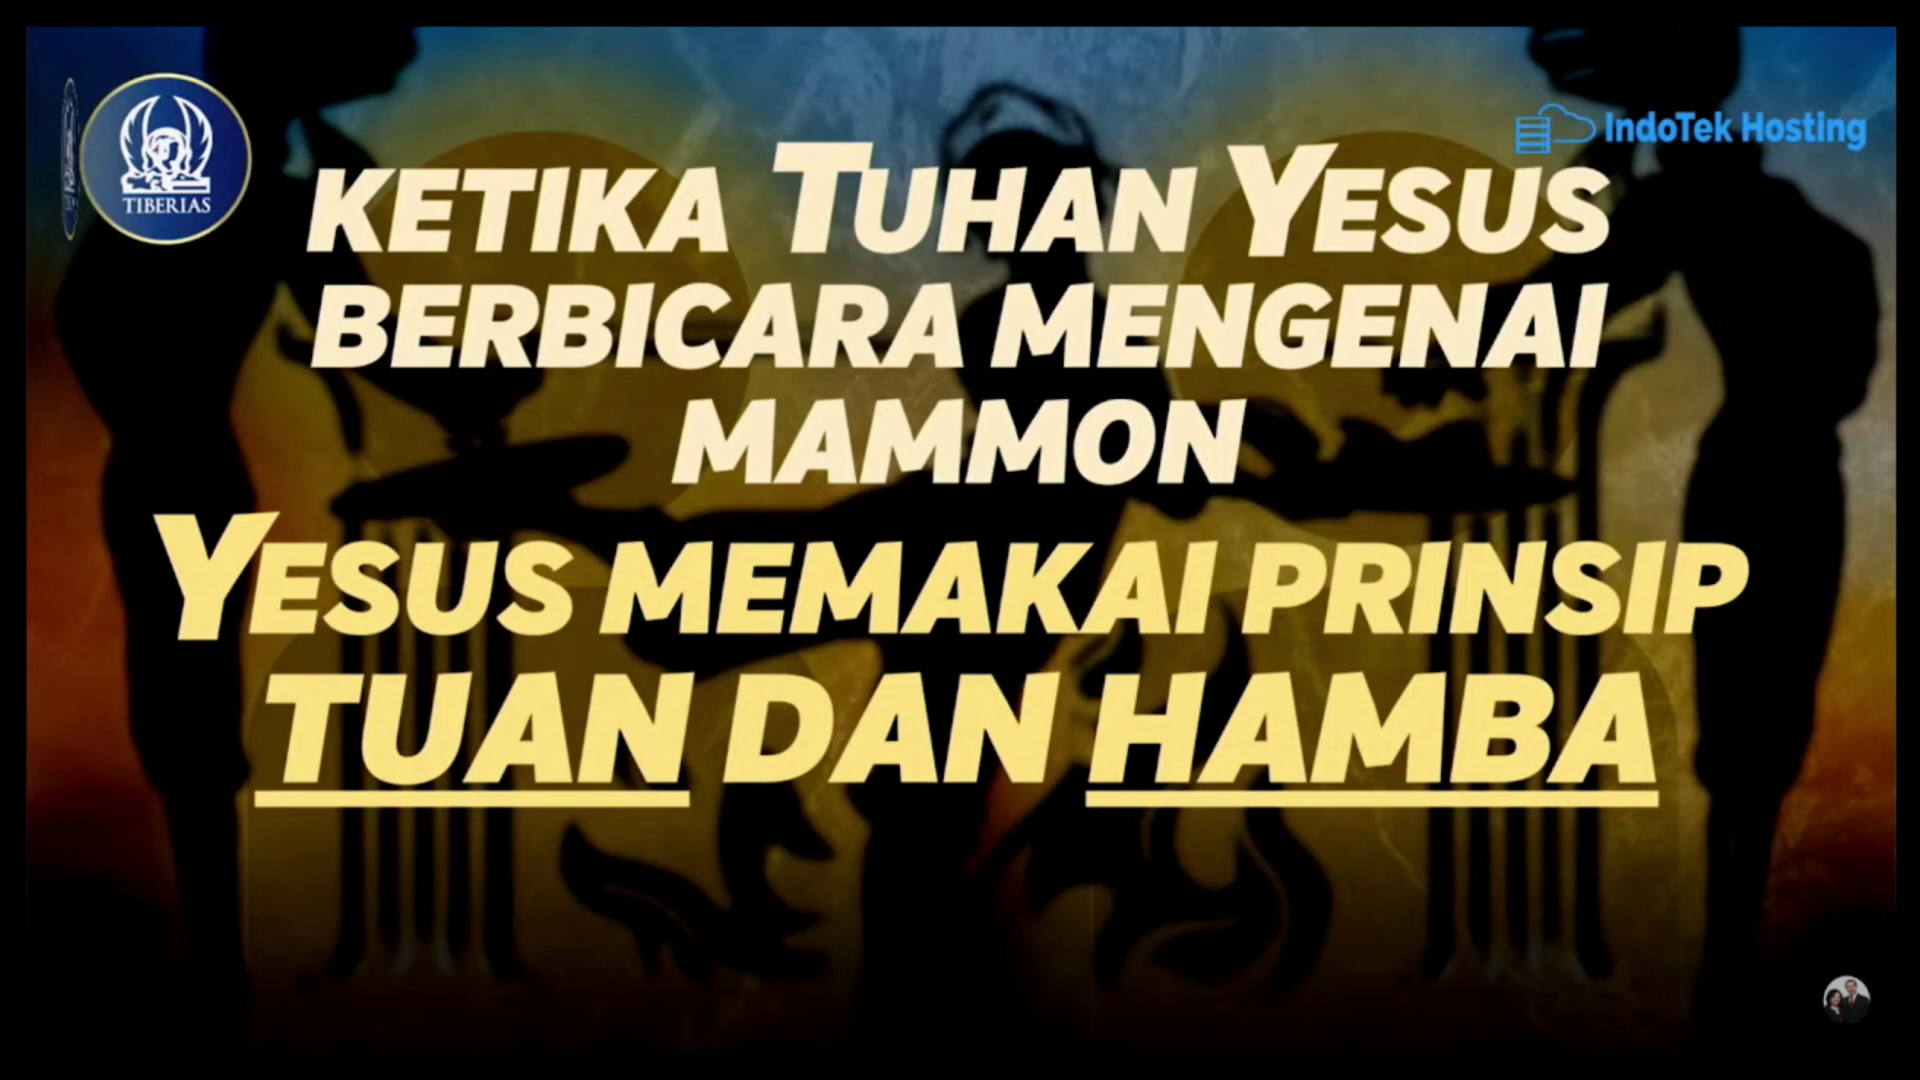 TIBERIAS
IndoTek Hosting
KETIKA TUHAN YESUS
BERBICARA MENGENAI
MAMMON
YESUS MEMAKAI PRINSIP
TUAN DAN HAMBA